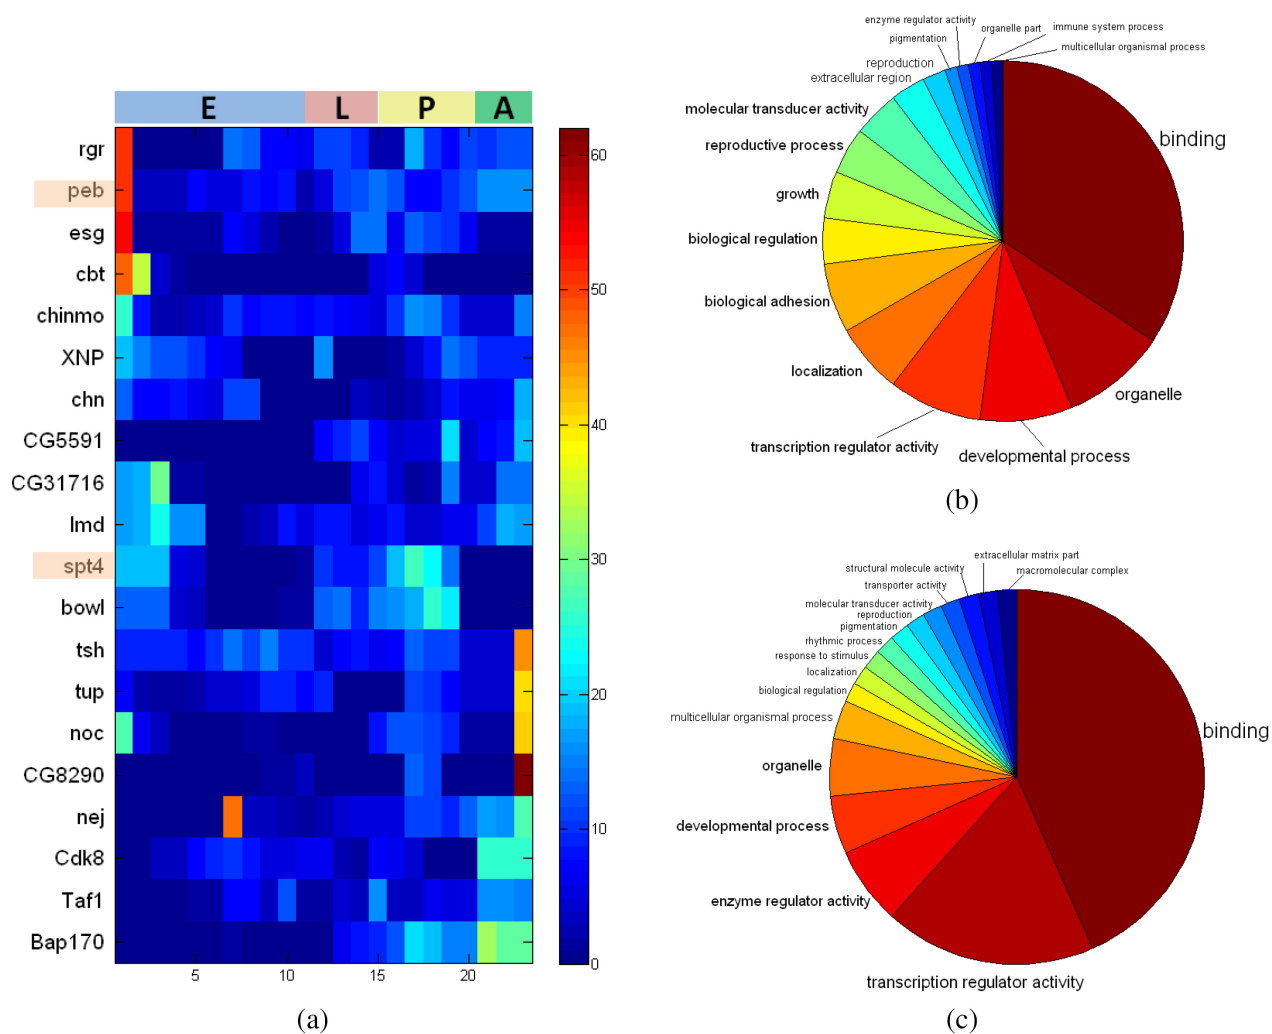 E L P A
rgr
peb
esg
cbt
chinmo
XNP
chn
CG5591
CG31716
lmd
spt4
bowl
tsh
tup
noc
CG8290
nej
Cdk8
Taf1
Bap170
5 10 15 20
60
50
40
30
20
10
0
(a)
enzyme regulator activity
organelle part
immune system process
pigmentation
multicellular organismal process
reproduction
extracellular region
molecular transducer activity
binding
reproductive process
growth
biological regulation
biological adhesion
localization
organelle
transcription regulator activity
developmental process
(b)
extracellular matrix part
structural molecule activity
macromolecular complex
transporter activity
molecular transducer activity
reproduction
pigmentation
rhythmic process
response to stimulus
localization
biological regulation
multicellular organismal process
binding
organelle
developmental process
enzyme regulator activity
transcription regulator activity
(c)